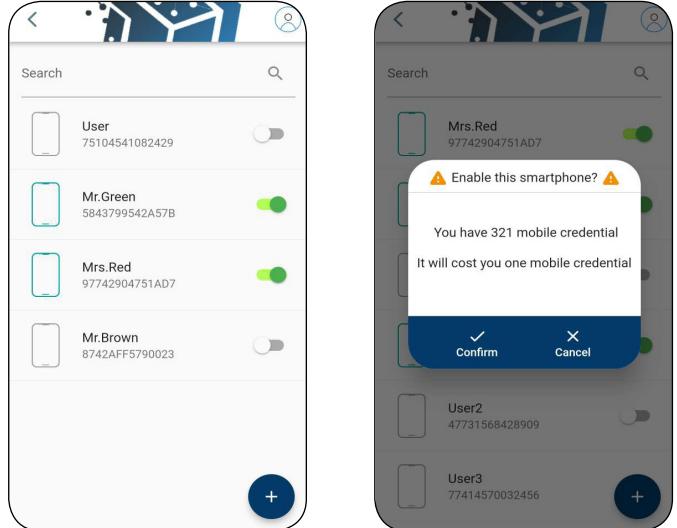 Search
User
75104541082429
Mr.Green
5843799542A57B
Mrs.Red
97742904751AD7
Mr.Brown
8742AFF5790023
+
Search
Mrs.Red
97742904751AD7
Enable this smartphone?
You have 321 mobile credential
It will cost you one mobile credential
Confirm
Cancel
User2
47731568428909
User3
77414570032456
+